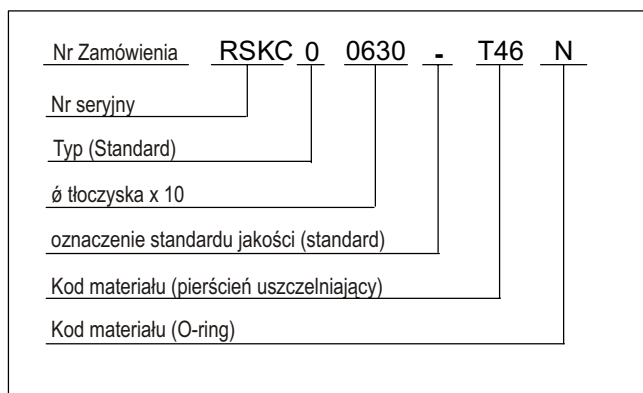 Nr Zamówienia RSKC 0 0630 - T46 N
Nr seryjny
Typ (Standard)
ǿ tłoczyska x 10
oznaczenie standardu jakości (standard)
Kod materiału (pierścień uszczelniający)
Kod materiału (O-ring)